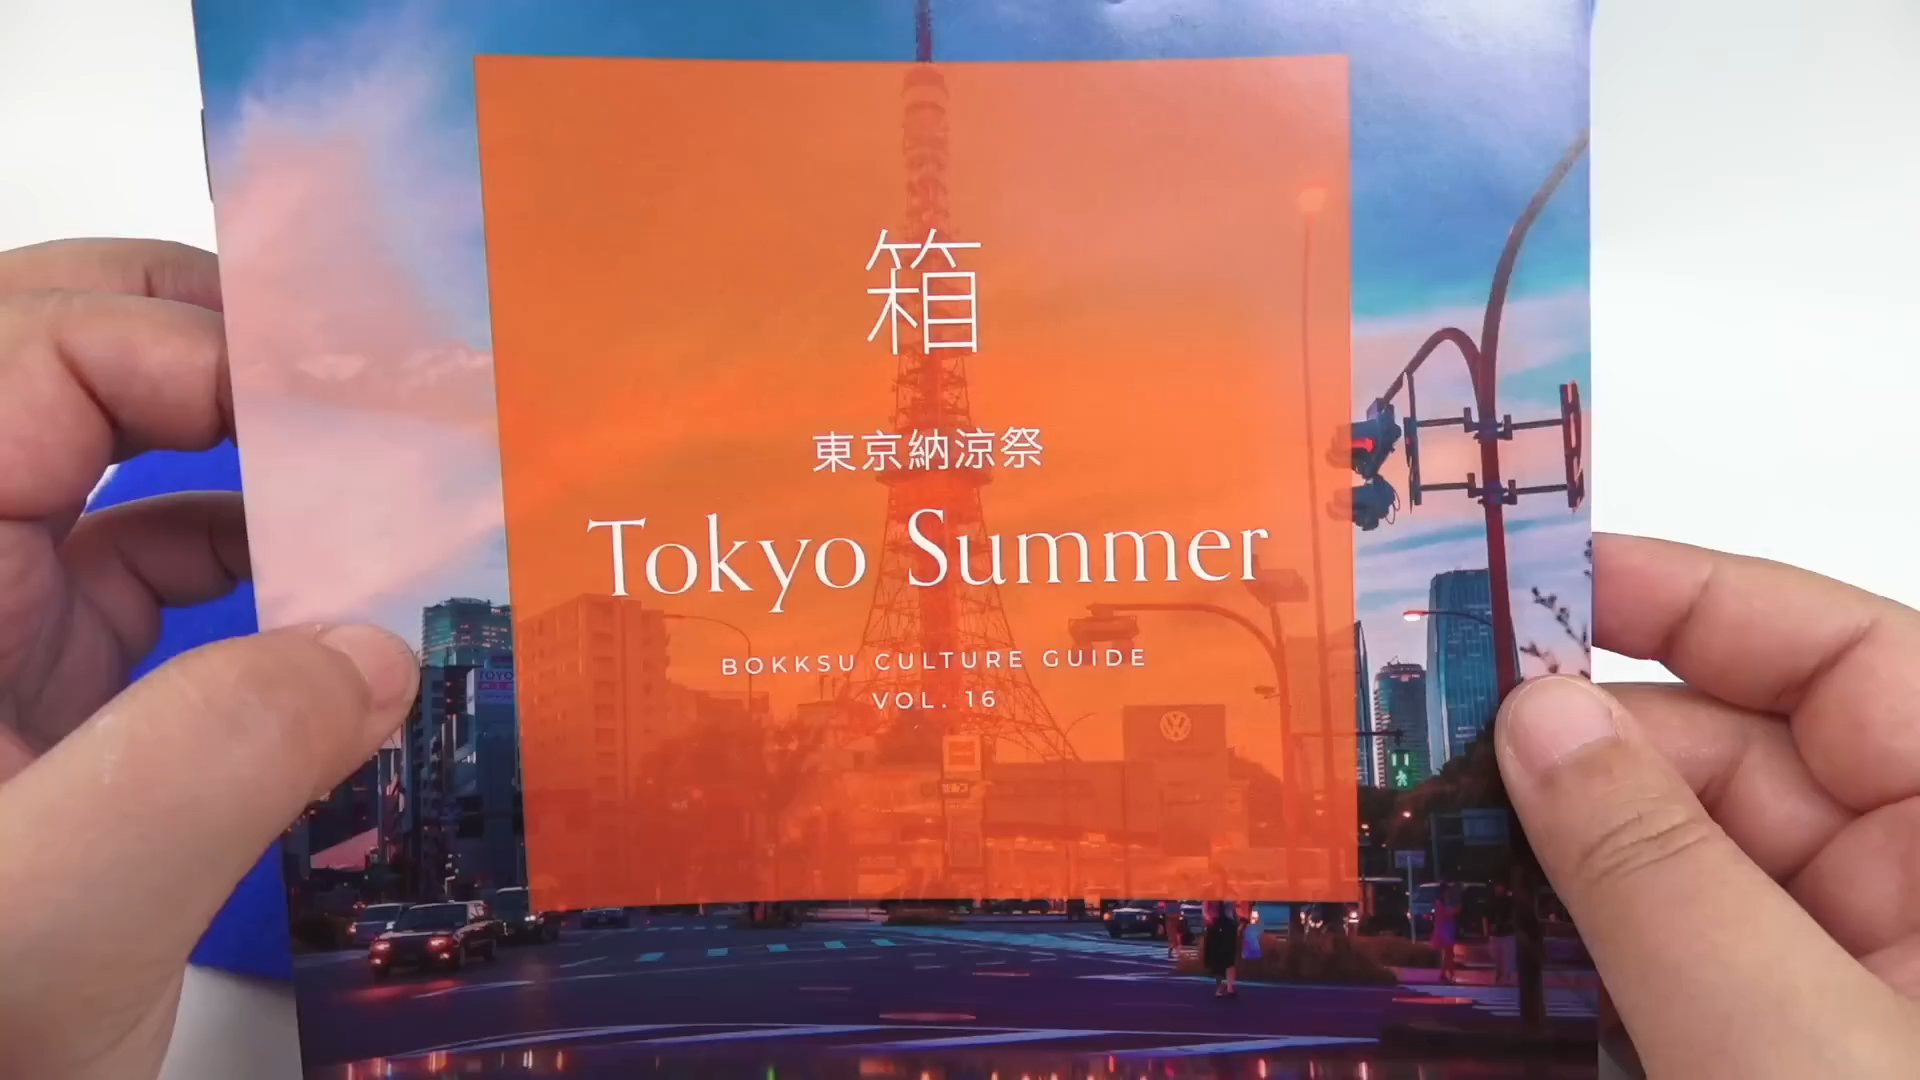 箱
東京納涼祭
Tokyo Summer
BOKKSU CULTURE GUIDE
VOL. 16